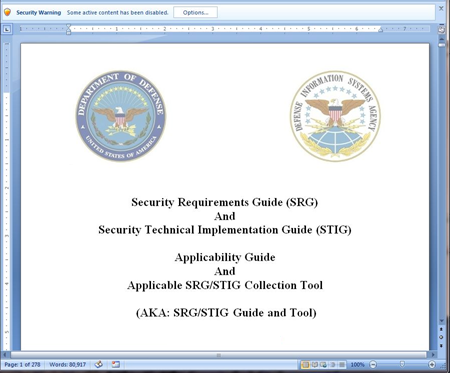 Security Warning Some active content has been disabled. Options...
DEPARTMENT OF DEFENSE
UNITED STATES OF AMERICA
DEFENSE INFORMATION SYSTEMS AGENCY
Security Requirements Guide (SRG)
And
Security Technical Implementation Guide (STIG)
Applicability Guide
And
Applicable SRG/STIG Collection Tool
(AKA: SRG/STIG Guide and Tool)
Page: 1 of 278 Words: 80,917 100%